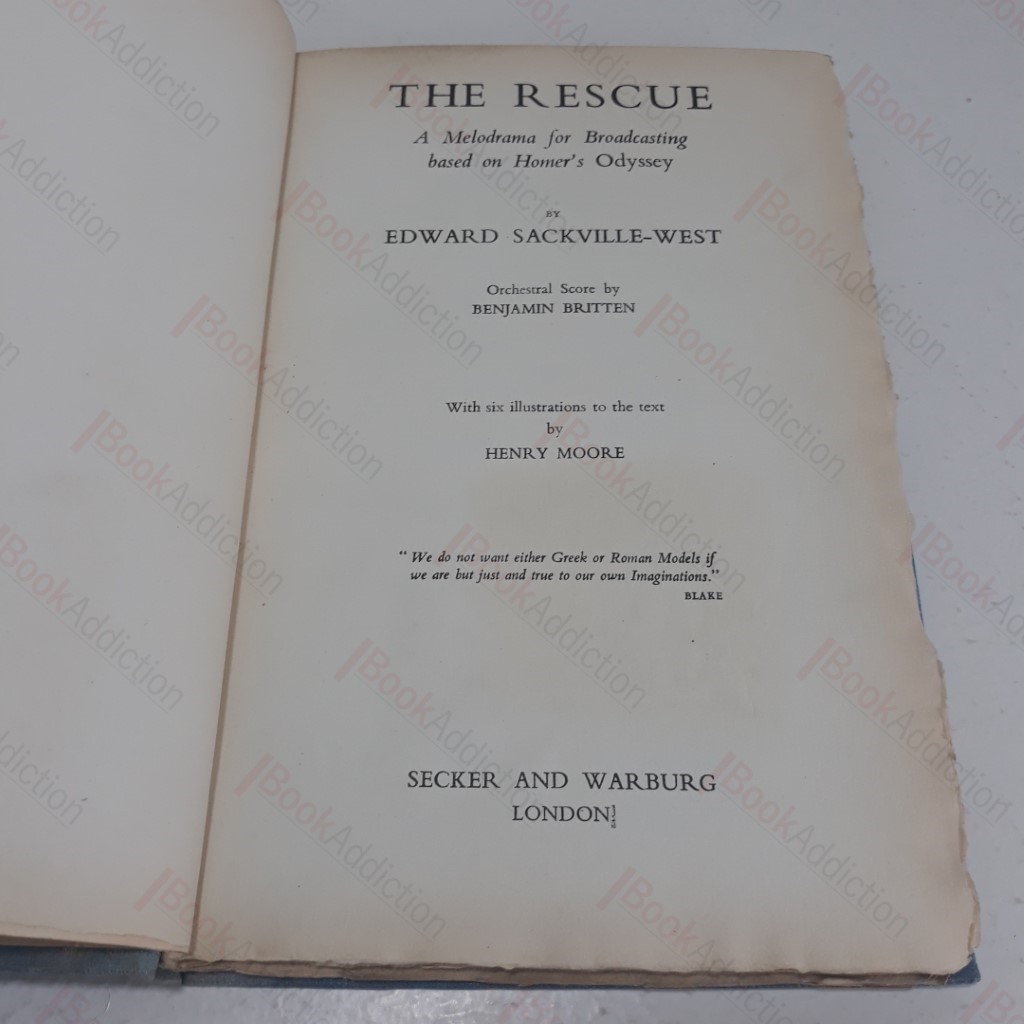 THE RESCUE
A Melodrama for Broadcasting
based on Homer's Odyssey
BY
EDWARD SACKVILLE-WEST
Orchestral Score by
BENJAMIN BRITTEN
With six illustrations to the text
by
HENRY MOORE
“ We do not want either Greek or Roman Models if
we are but just and true to our own Imaginations.”
BLAKE
SECKER AND WARBURG
LONDON
BookAddiction